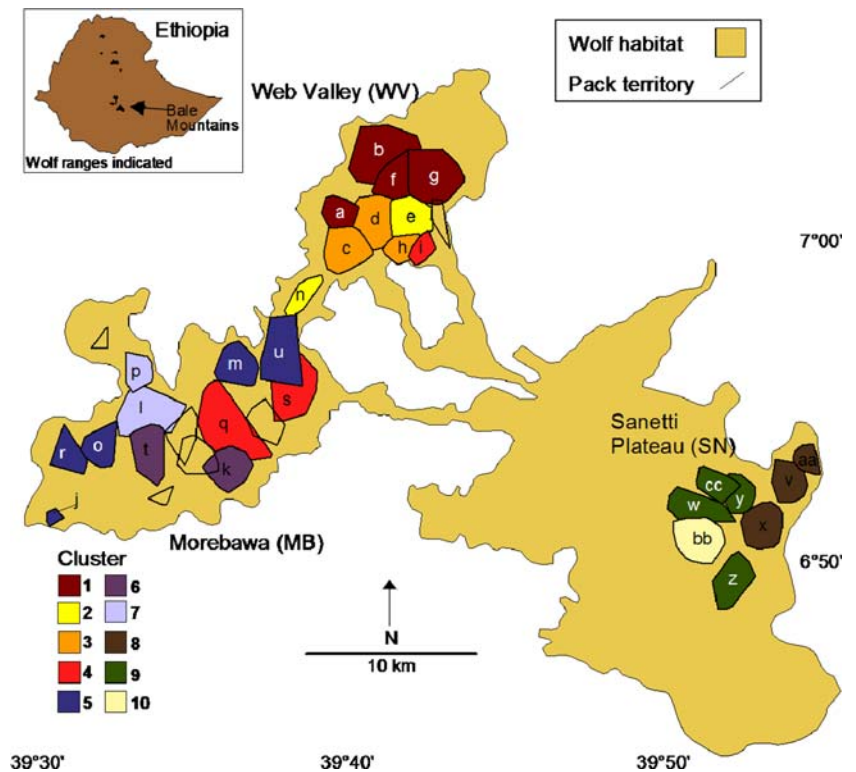 Ethiopia
Bale
Mountains
Wolf ranges indicated
Wolf habitat
Pack territory
Web Valley (WV)
b
f
g
a
d
e
c
h
i
7°00'
n
m
u
p
l
s
q
r
o
t
k
j
Sanetti
Plateau (SN)
aa
v
cc
y
w
x
bb
z
6°50'
Morebawa (MB)
Cluster
1 6
2 7
3 8
4 9
5 10
N
10 km
39°30' 39°40' 39°50'